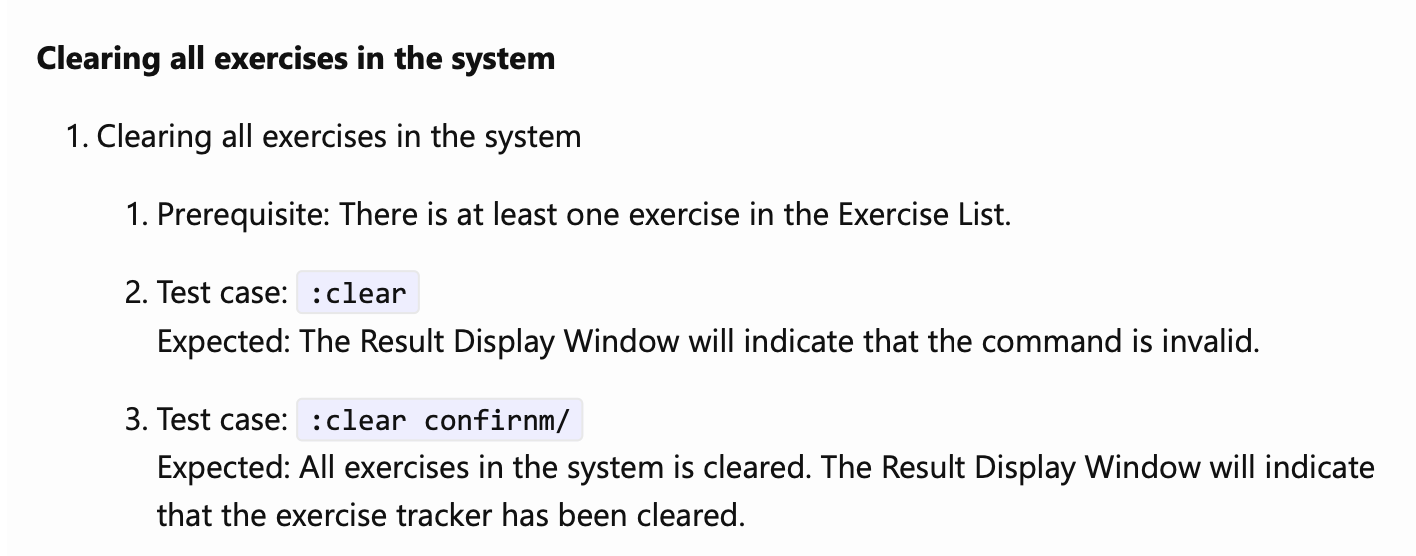 Clearing all exercises in the system
1. Clearing all exercises in the system
1. Prerequisite: There is at least one exercise in the Exercise List.
2. Test case: :clear
Expected: The Result Display Window will indicate that the command is invalid.
3. Test case: :clear confirnm/
Expected: All exercises in the system is cleared. The Result Display Window will indicate
that the exercise tracker has been cleared.